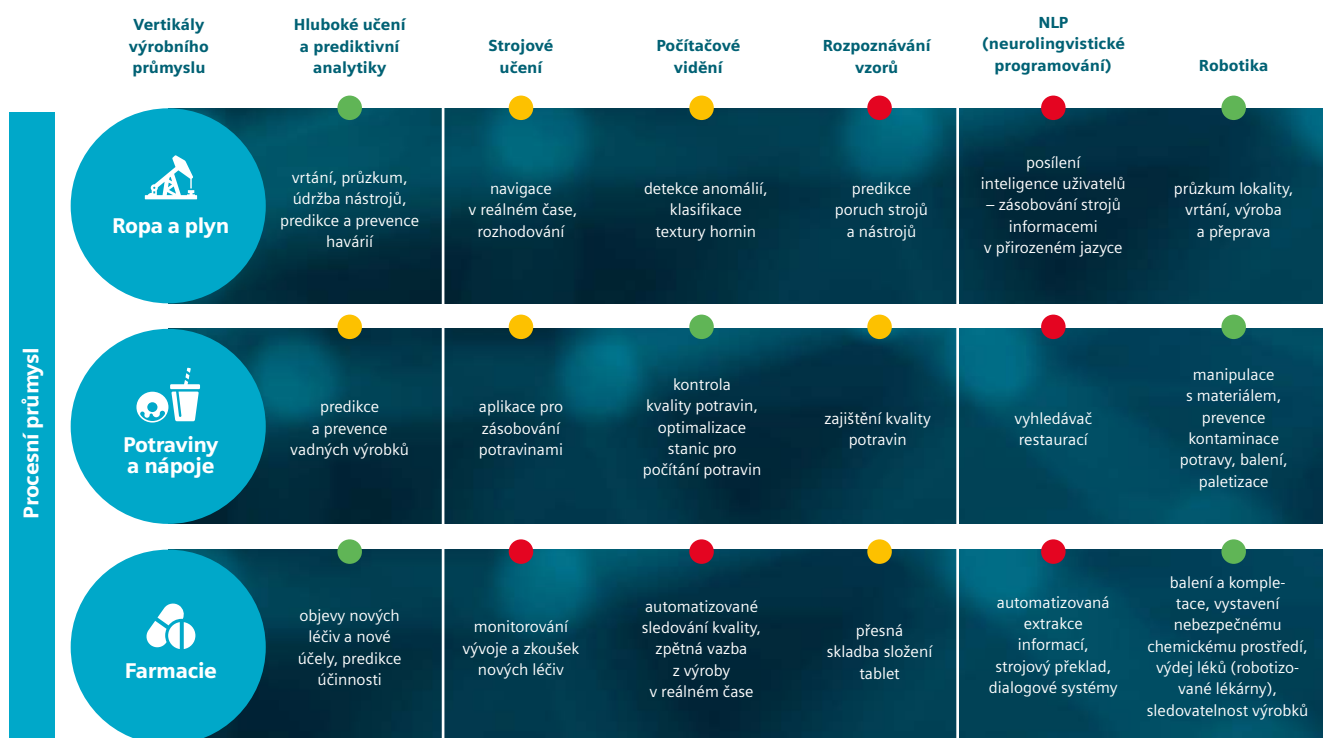 Vertikály
výrobního
průmyslu
Hluboké učení
a prediktivní
analytiky
Strojové
učení
Počítačové
vidění
Rozpoznávání
vzorů
NLP
(neurolingvistické
programování)
Robotika
Procesní průmysl
Ropa a plyn
vrtání, průzkum,
údržba nástrojů,
predikce a prevence
havárií
navigace
v reálném čase,
rozhodování
detekce anomálií,
klasifikace
textury hornin
predikce
poruch strojů
a nástrojů
posílení
inteligence uživatelů
– zásobování strojů
informacemi
v přirozeném jazyce
průzkum lokality,
vrtání, výroba
a přeprava
Potraviny
a nápoje
predikce
a prevence
vadných výrobků
aplikace pro
zásobování
potravinami
kontrola
kvality potravin,
optimalizace
stanic pro
počítání potravin
zajištění kvality
potravin
vyhledávač
restaurací
manipulace
s materiálem,
prevence
kontaminace
potravy, balení,
paletizace
Farmacie
objevy nových
léčiv a nové
účely, predikce
účinnosti
monitorování
vývoje a zkoušek
nových léčiv
automatizované
sledování kvality,
zpětná vazba
z výroby
v reálném čase
přesná
skladba složení
tablet
automatizovaná
extrakce
informací,
strojový překlad,
dialogové systémy
balení a komple-
tace, vystavení
nebezpečnému
chemickému prostředí,
výdej léků (robotizo-
vané lékárny),
sledovatelnost výrobků